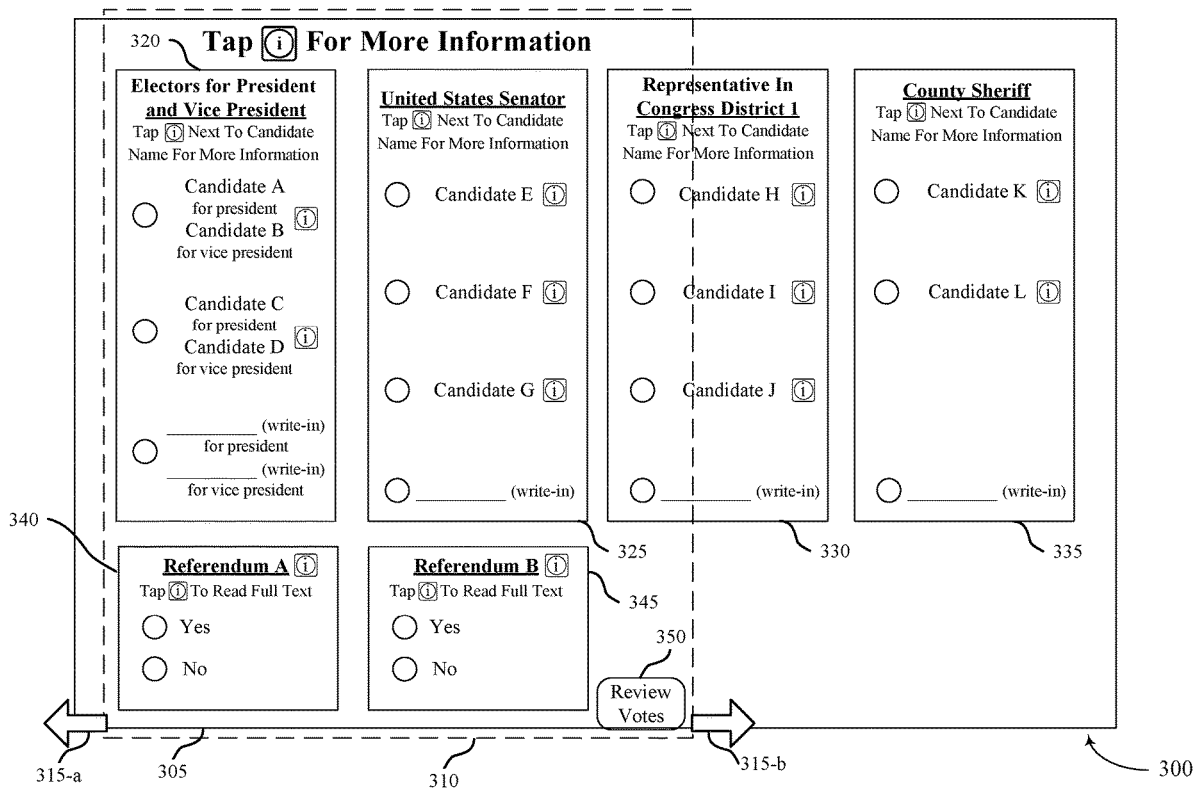 Tap i For More Information
320
Electors for President
and Vice President
Tap i Next To Candidate
Name For More Information
Candidate A
for president
Candidate B
for vice president
i
Candidate C
for president
Candidate D
for vice president
i
(write-in)
for president
(write-in)
for vice president
United States Senator
Tap i Next To Candidate
Name For More Information
Candidate E i
Candidate F i
Candidate G i
(write-in)
Representative In
Congress District 1
Tap i Next To Candidate
Name For More Information
Candidate H i
Candidate I i
Candidate J i
(write-in)
County Sheriff
Tap i Next To Candidate
Name For More Information
Candidate K i
Candidate L i
(write-in)
325
330
335
340
Referendum A i
Tap i To Read Full Text
Yes
No
Referendum B i
Tap i To Read Full Text
Yes
No
345
350
Review
Votes
315-a
305
310
315-b
300